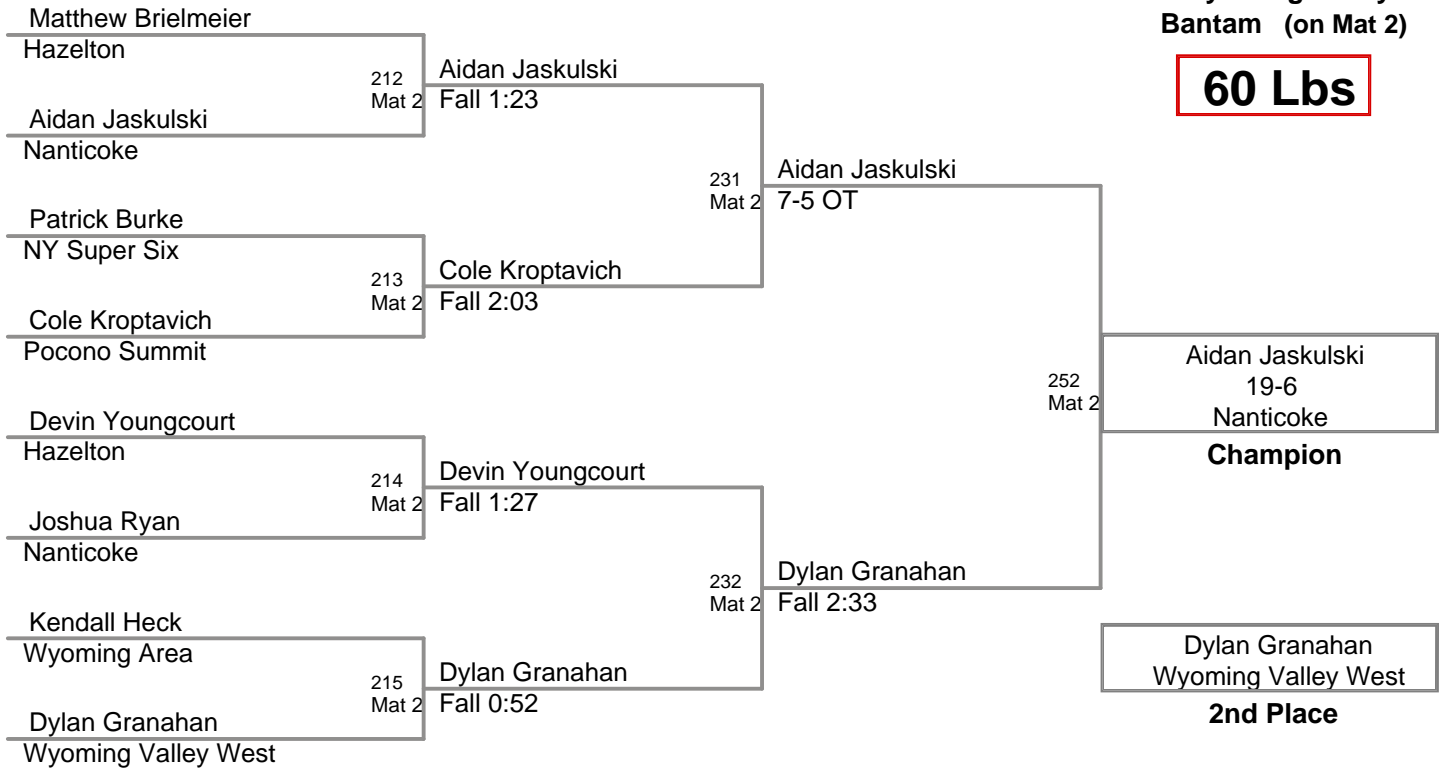 Bantam (on Mat 2)
60 Lbs
Matthew Brielmeier
Hazelton
212
Mat 2
Aidan Jaskulski
Fall 1:23
Aidan Jaskulski
Nanticoke
231
Mat 2
Aidan Jaskulski
7-5 OT
Patrick Burke
NY Super Six
213
Mat 2
Cole Kroptavich
Fall 2:03
Cole Kroptavich
Pocono Summit
252
Mat 2
Aidan Jaskulski
19-6
Nanticoke
Champion
Devin Youngcourt
Hazelton
214
Mat 2
Devin Youngcourt
Fall 1:27
Joshua Ryan
Nanticoke
232
Mat 2
Dylan Granahan
Fall 2:33
Kendall Heck
Wyoming Area
215
Mat 2
Dylan Granahan
Fall 0:52
Dylan Granahan
Wyoming Valley West
Dylan Granahan
Wyoming Valley West
2nd Place